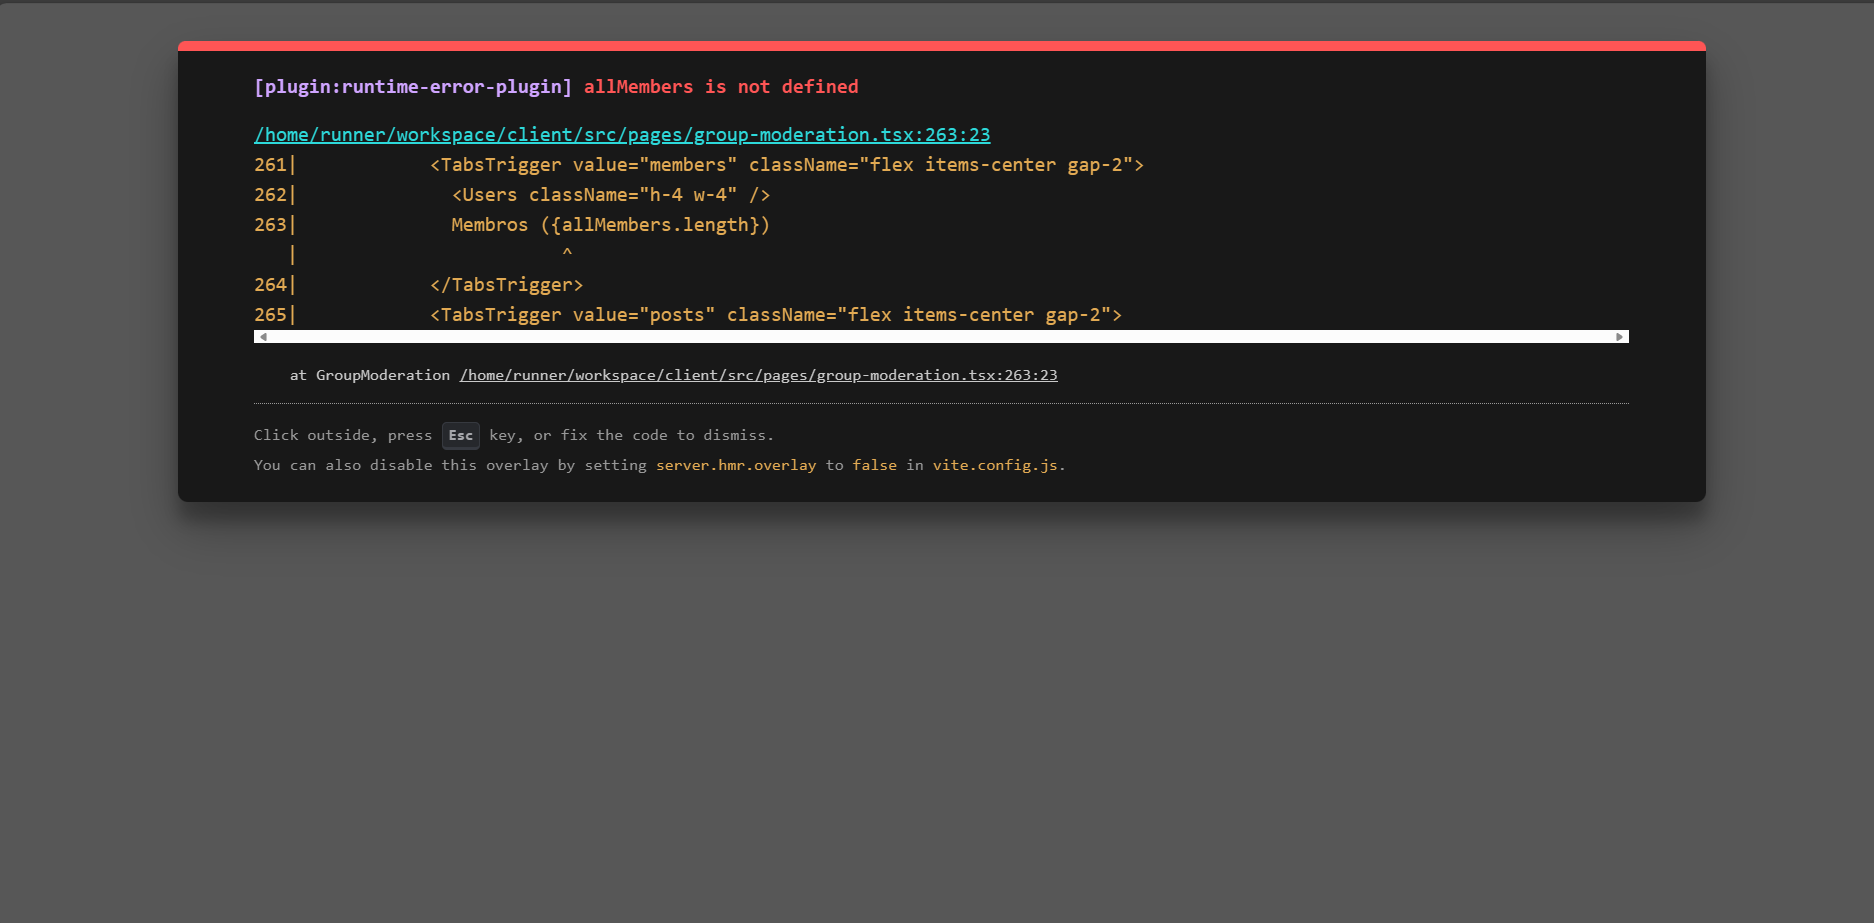 [plugin:runtime-error-plugin] allMembers is not defined
/home/runner/workspace/client/src/pages/group-moderation.tsx:263:23
261|            <TabsTrigger value="members" className="flex items-center gap-2">
262|              <Users className="h-4 w-4" />
263|              Membros ({allMembers.length})
   |                        ^
264|            </TabsTrigger>
265|            <TabsTrigger value="posts" className="flex items-center gap-2">
at GroupModeration /home/runner/workspace/client/src/pages/group-moderation.tsx:263:23
Click outside, press Esc key, or fix the code to dismiss.
You can also disable this overlay by setting server.hmr.overlay to false in vite.config.js.